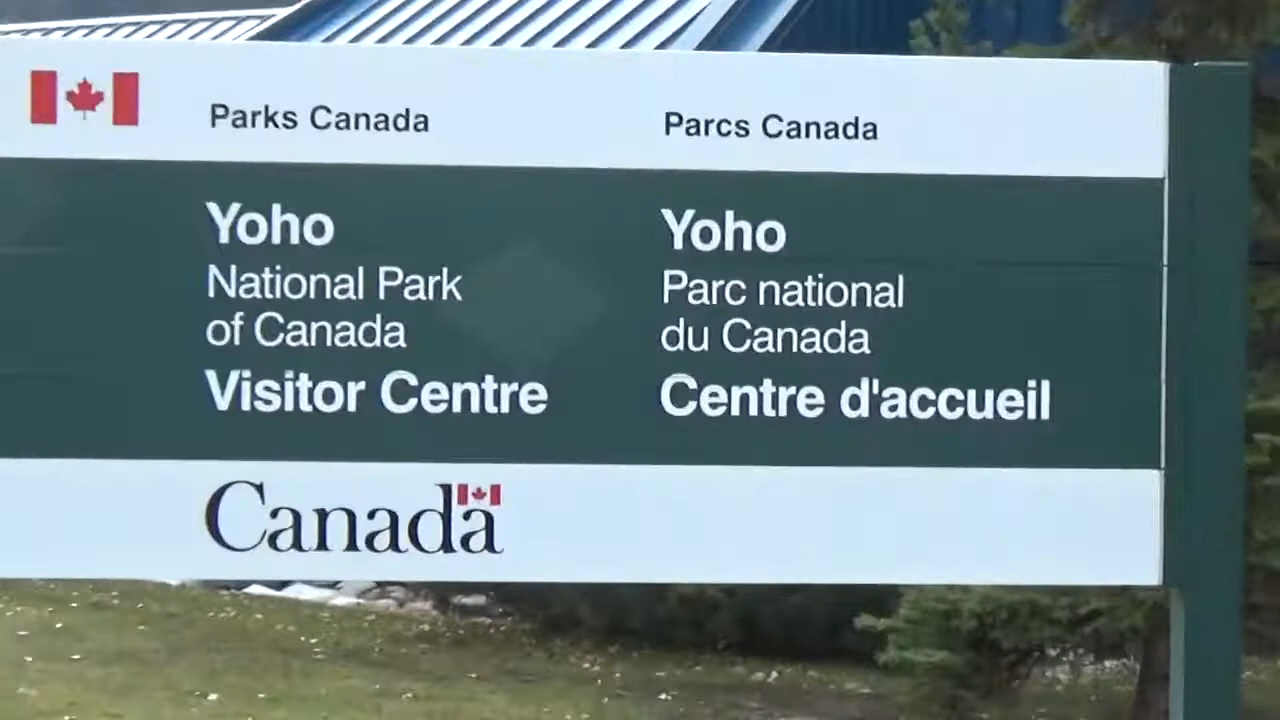 Parks Canada
Parcs Canada
Yoho
National Park
of Canada
Visitor Centre
Yoho
Parc national
du Canada
Centre d'accueil
Canada